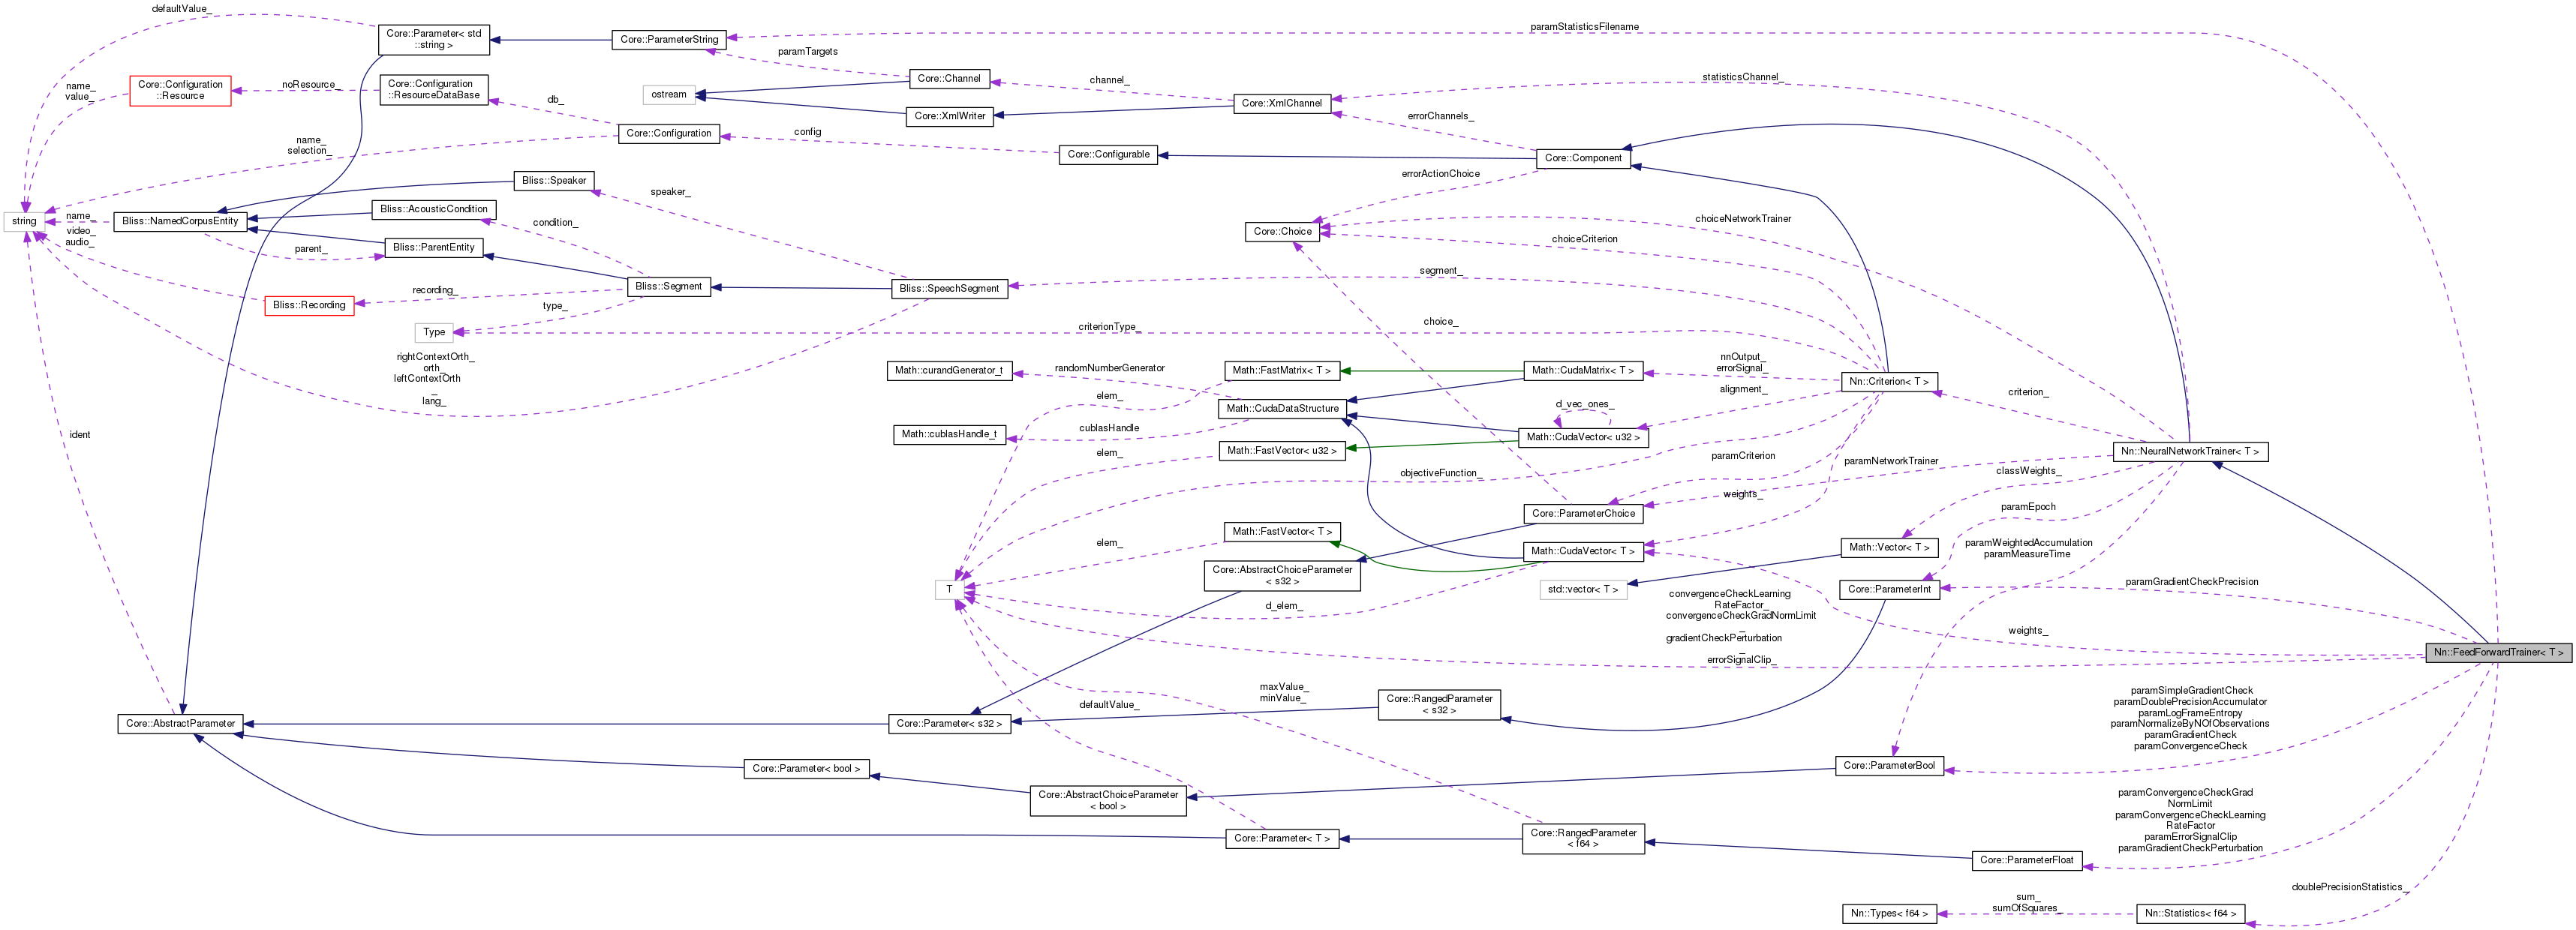 defaultValue_
Core::Parameter< std
::string >
Core::ParameterString
paramStatisticsFilename
paramTargets
name_
value_
Core::Configuration
::Resource
noResource_
Core::Configuration
::ResourceDataBase
ostream
Core::Channel
channel_
statisticsChannel_
db_
Core::XmlWriter
Core::XmlChannel
name_
selection_
Core::Configuration
config
errorChannels_
Core::Configurable
Core::Component
Bliss::Speaker
speaker_
errorActionChoice
string
name_
Bliss::NamedCorpusEntity
Bliss::AcousticCondition
condition_
choiceNetworkTrainer
video_
audio_
parent_
Bliss::ParentEntity
Core::Choice
choiceCriterion
Bliss::Recording
recording_
Bliss::Segment
Bliss::SpeechSegment
segment_
type_
Type
criterionType_
choice_
rightContextOrth_
orth_
leftContextOrth
_
lang_
Math::curandGenerator_t
randomNumberGenerator
Math::FastMatrix< T >
Math::CudaMatrix< T >
nnOutput_
errorSignal_
Nn::Criterion< T >
elem_
Math::CudaDataStructure
d_vec_ones_
alignment_
criterion_
ident
Math::cublasHandle_t
cublasHandle
Math::CudaVector< u32 >
elem_
Math::FastVector< u32 >
paramCriterion
paramNetworkTrainer
Nn::NeuralNetworkTrainer< T >
objectiveFunction_
classWeights_
weights_
Core::ParameterChoice
paramEpoch
elem_
Math::FastVector< T >
Math::CudaVector< T >
Math::Vector< T >
paramWeightedAccumulation
paramMeasureTime
T
Core::AbstractChoiceParameter
< s32 >
std::vector< T >
Core::ParameterInt
paramGradientCheckPrecision
d_elem_
convergenceCheckLearning
RateFactor_
convergenceCheckGradNormLimit
_
gradientCheckPerturbation
_
errorSignalClip_
weights_
Nn::FeedForwardTrainer< T >
maxValue_
minValue_
Core::RangedParameter
< s32 >
defaultValue_
Core::AbstractParameter
Core::Parameter< s32 >
paramSimpleGradientCheck
paramDoublePrecisionAccumulator
paramLogFrameEntropy
paramNormalizeByNOfObservations
paramGradientCheck
paramConvergenceCheck
Core::Parameter< bool >
Core::ParameterBool
Core::AbstractChoiceParameter
< bool >
paramConvergenceCheckGrad
NormLimit
paramConvergenceCheckLearning
RateFactor
paramErrorSignalClip
paramGradientCheckPerturbation
Core::Parameter< T >
Core::RangedParameter
< f64 >
Core::ParameterFloat
doublePrecisionStatistics_
Nn::Types< f64 >
sum_
sumOfSquares_
Nn::Statistics< f64 >